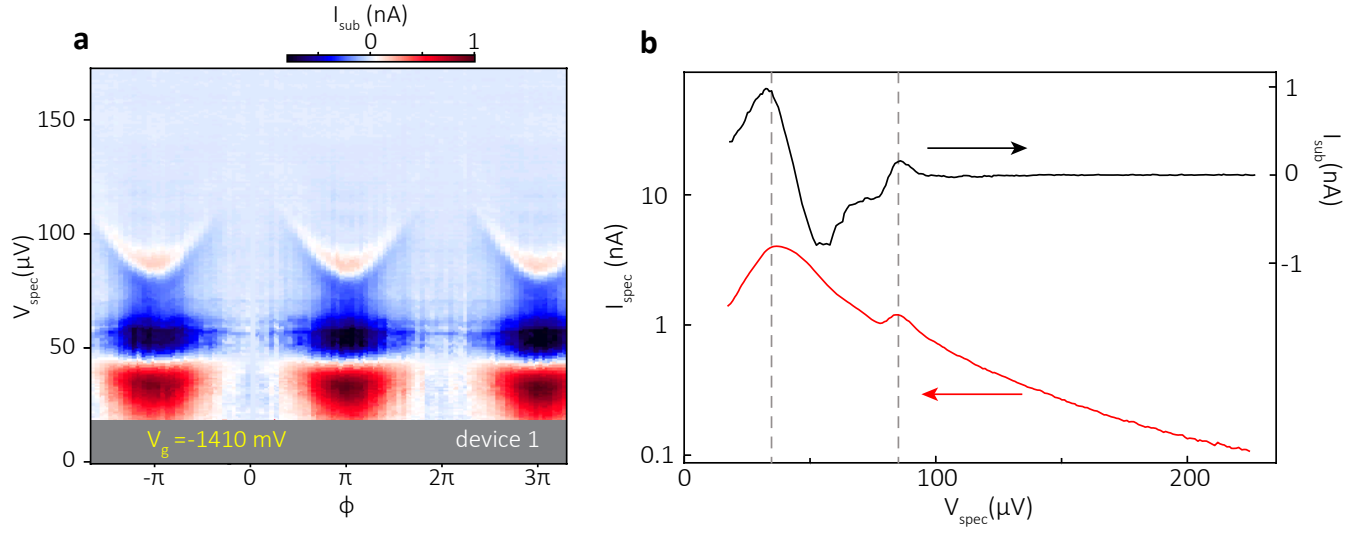 a
I_sub (nA)
0 1
V_spec(μV)
150
100
50
0
V_g =-1410 mV device 1
-π 0 π 2π 3π
ϕ
b
I_spec (nA)
10
1
0.1
1
0
-1
I_sub (nA)
0 100 200
V_spec(μV)